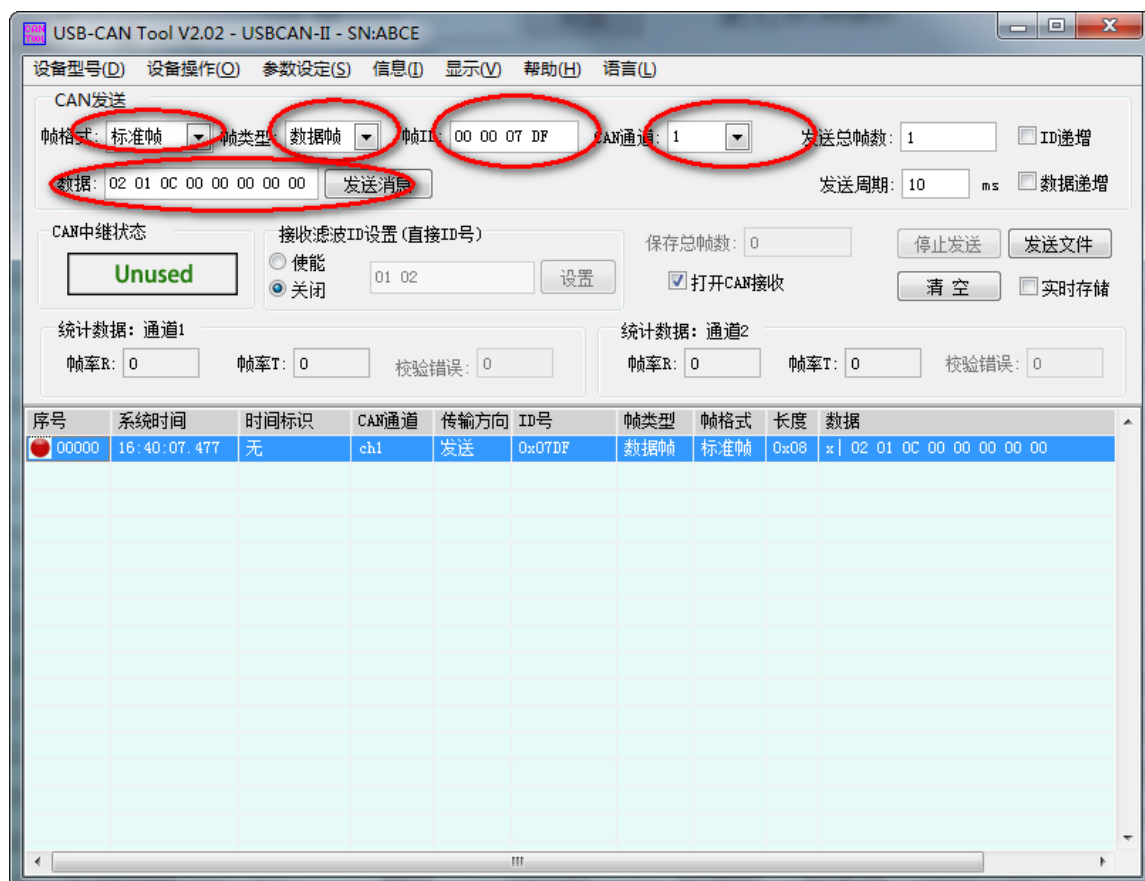 USB-CAN Tool V2.02 - USBCAN-II - SN:ABCE
设备型号(D) 设备操作(O) 参数设定(S) 信息(I) 显示(V) 帮助(H) 语言(L)
CAN发送
帧格式: 标准帧 帧类型: 数据帧 帧ID: 00 00 07 DF CAN通道: 1 发送总帧数: 1 ID递增
数据: 02 01 0C 00 00 00 00 00 发送消息 发送周期: 10 ms 数据递增
CAN中继状态 接收滤波ID设置(直接ID号) 保存总帧数: 0 停止发送 发送文件
Unused 使能 01 02 设置
关闭 打开CAN接收 清 空 实时存储
统计数据: 通道1 统计数据: 通道2
帧率R: 0 帧率T: 0 校验错误: 0 帧率R: 0 帧率T: 0 校验错误: 0
序号 系统时间 时间标识 CAN通道 传输方向 ID号 帧类型 帧格式 长度 数据
00000 16:40:07.477 无 ch1 发送 0x07DF 数据帧 标准帧 0x08 x| 02 01 0C 00 00 00 00 00